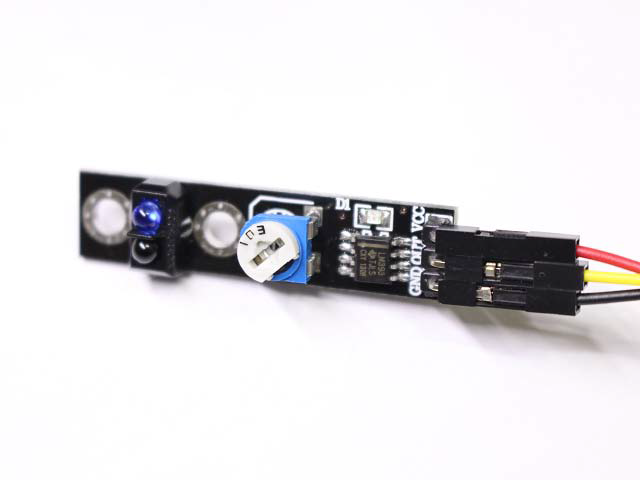 D1
VCC
OUT
GND
103
LM393